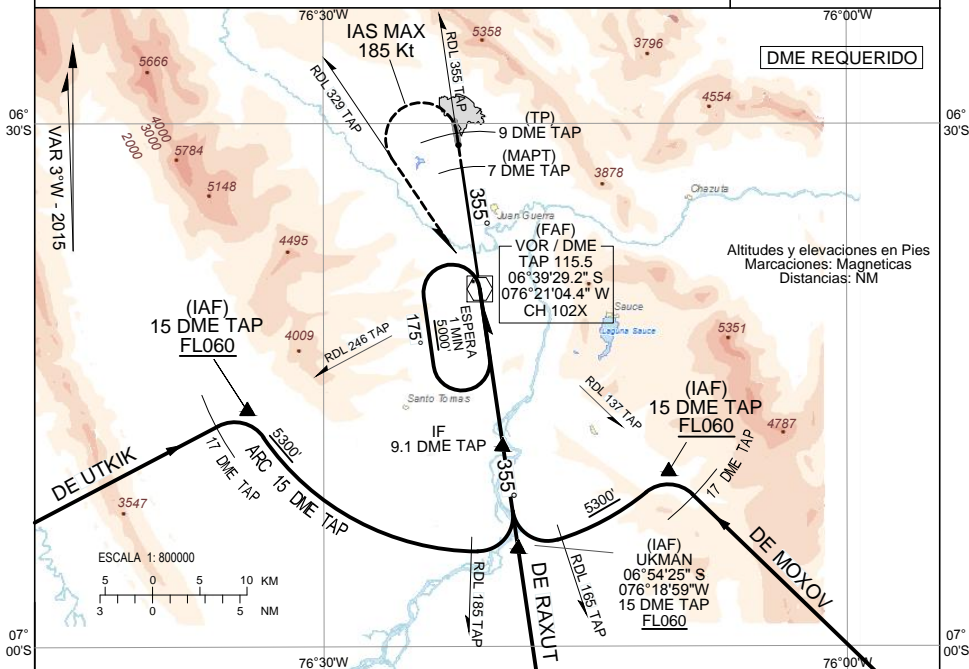 76°30'W
76°00'W
IAS MAX
185 Kt
5358
3796
DME REQUERIDO
5666
RDL 355 TAP
RDL 329 TAP
4554
06°
30'S
06°
30'S
(TP)
9 DME TAP
4000
3000
2000
VAR 3°W - 2015
5784
(MAPT)
7 DME TAP
3878
5148
Chazuta
355°
Juan Guerra
4495
(FAF)
VOR / DME
TAP 115.5
06°39'29.2" S
076°21'04.4" W
CH 102X
Altitudes y elevaciones en Pies
Marcaciones: Magneticas
Distancias: NM
(IAF)
15 DME TAP
FL060
ESPERA
1 MIN
5000'
175°
Sauce
Laguna Sauce
5351
4009
RDL 246 TAP
RDL 137 TAP
(IAF)
15 DME TAP
FL060
Santo Tomas
4787
IF
9.1 DME TAP
5300'
17 DME TAP
ARC 15 DME TAP
355°
17 DME TAP
DE UTKIK
5300'
3547
DE MOXOV
ESCALA 1: 800000
5 0 5 10 KM
3 0 5 NM
RDL 185 TAP
DE RAXUT
RDL 165 TAP
(IAF)
UKMAN
06°54'25" S
076°18'59"W
15 DME TAP
FL060
07°
00'S
07°
00'S
76°30'W
76°00'W